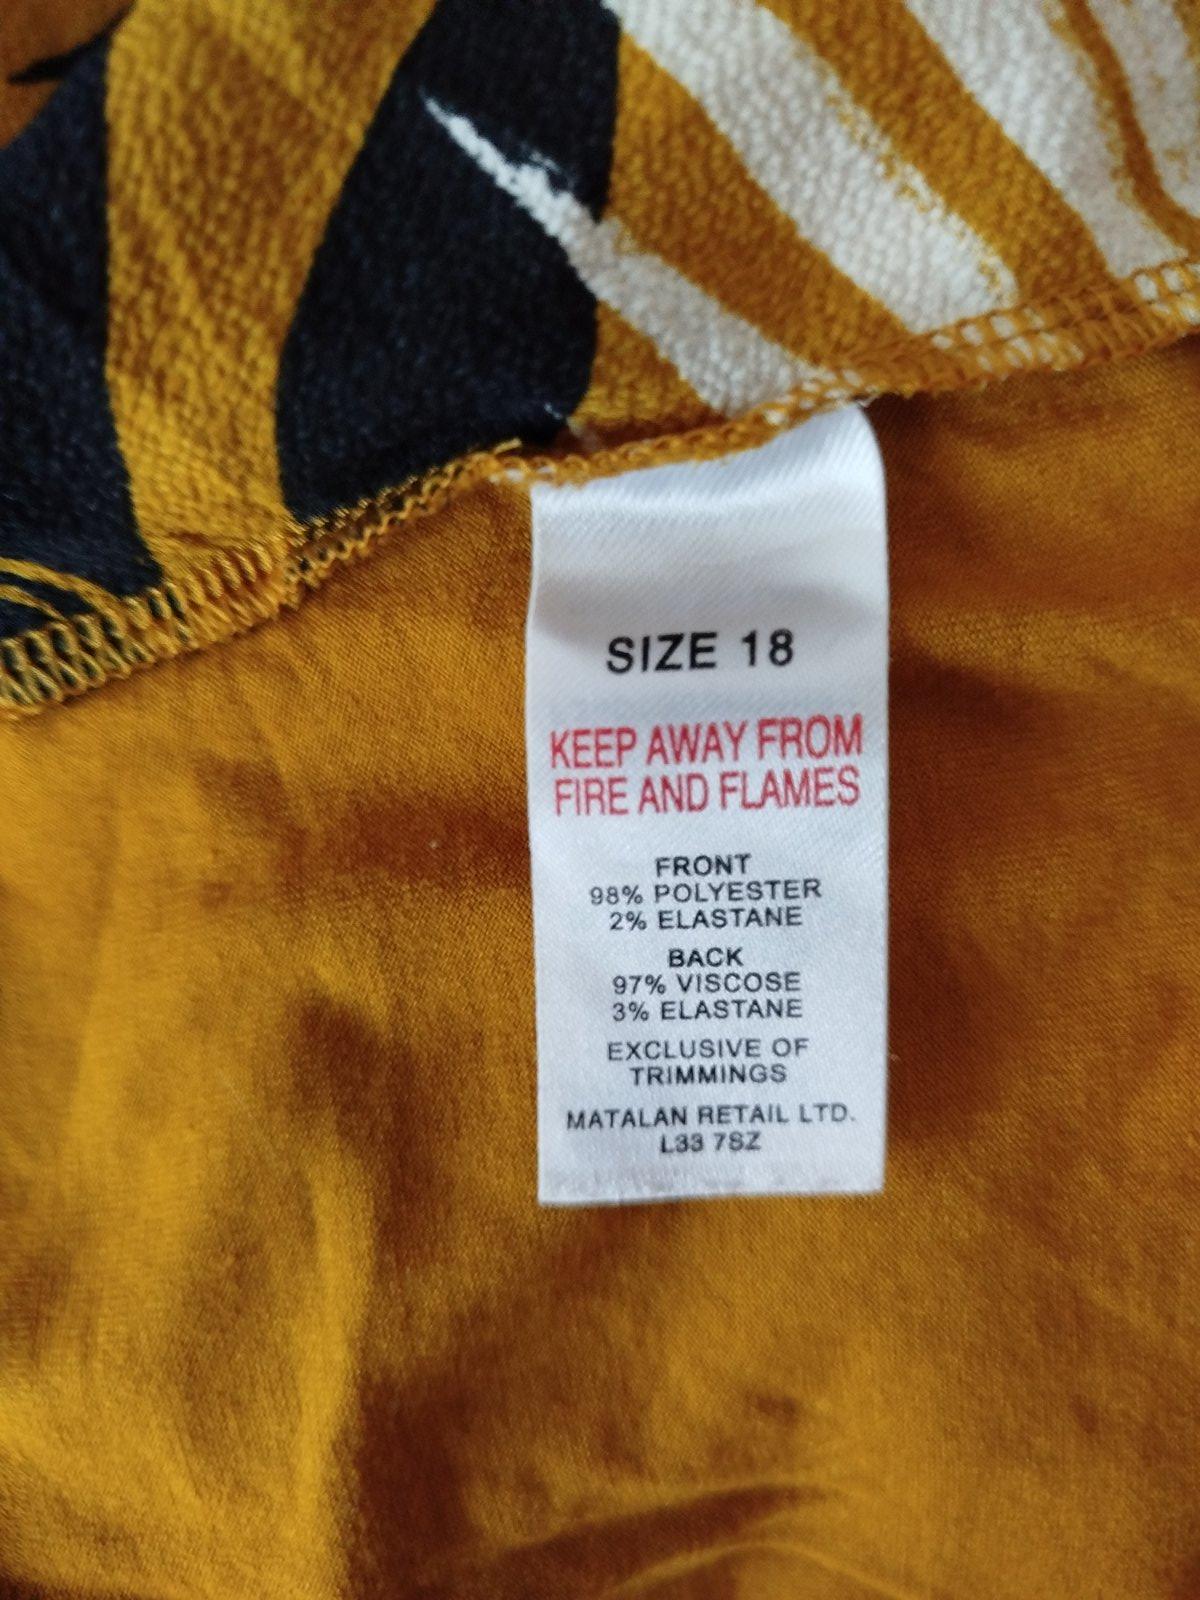 SIZE 18
KEEP AWAY FROM
FIRE AND FLAMES
FRONT
98% POLYESTER
2% ELASTANE
BACK
97% VISCOSE
3% ELASTANE
EXCLUSIVE OF
TRIMMINGS
MATALAN RETAIL LTD.
L33 7SZ